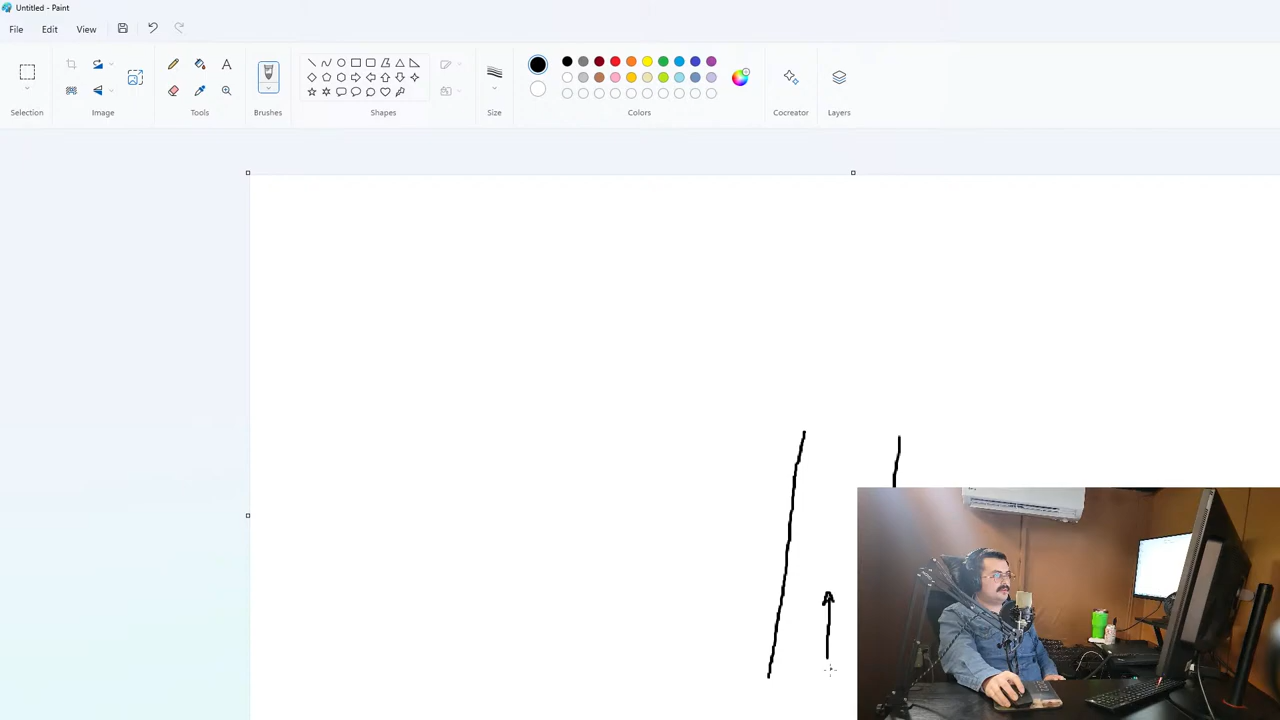 Untitled - Paint
File Edit View
Selection Image Tools Brushes Shapes Size Colors Cocreator Layers